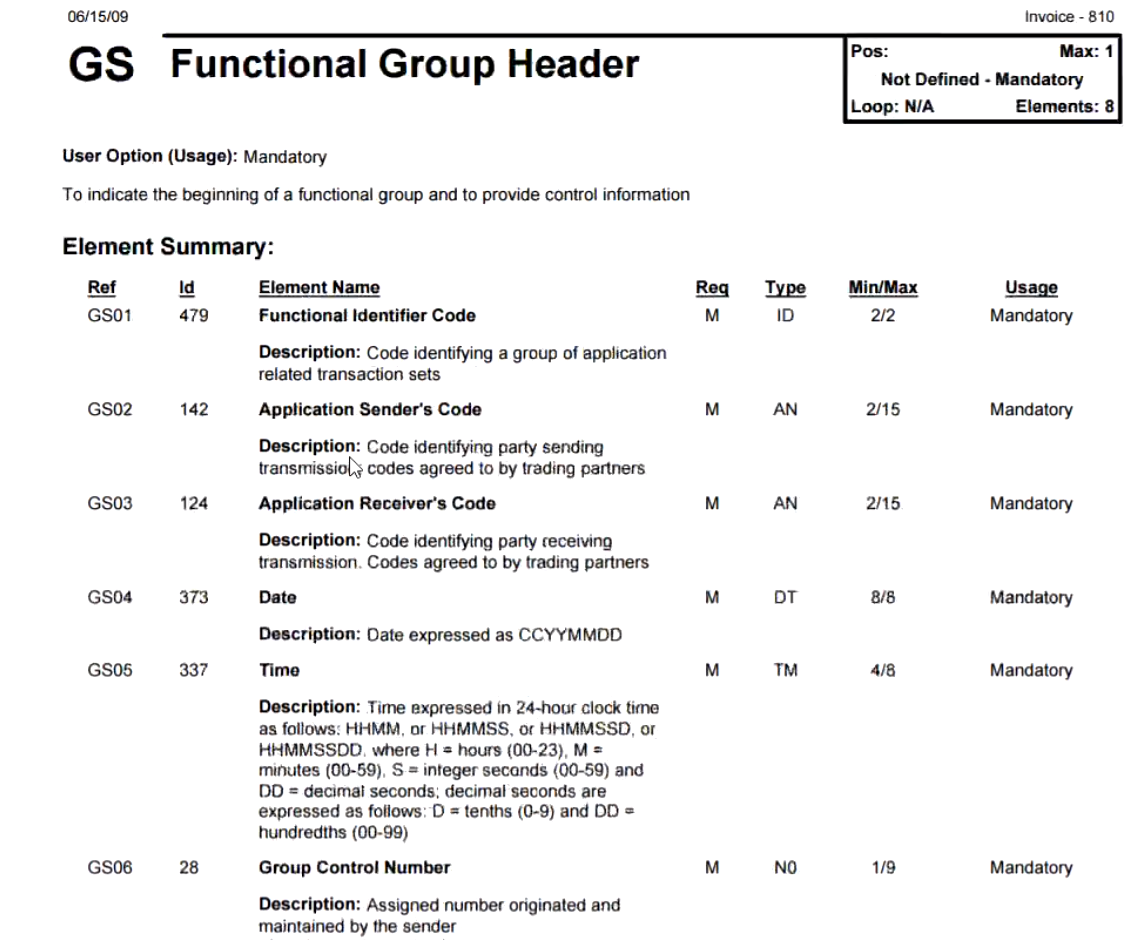 06/15/09 Invoice - 810
GS Functional Group Header
Pos: Max: 1
Not Defined - Mandatory
Loop: N/A Elements: 8
User Option (Usage): Mandatory
To indicate the beginning of a functional group and to provide control information
Element Summary:
Ref Id Element Name Req Type Min/Max Usage
GS01 479 Functional Identifier Code M ID 2/2 Mandatory
Description: Code identifying a group of application
related transaction sets
GS02 142 Application Sender's Code M AN 2/15 Mandatory
Description: Code identifying party sending
transmission, codes agreed to by trading partners
GS03 124 Application Receiver's Code M AN 2/15 Mandatory
Description: Code identifying party receiving
transmission. Codes agreed to by trading partners
GS04 373 Date M DT 8/8 Mandatory
Description: Date expressed as CCYYMMDD
GS05 337 Time M TM 4/8 Mandatory
Description: Time expressed in 24-hour clock time
as follows: HHMM, or HHMMSS, or HHMMSSD, or
HHMMSSDD, where H = hours (00-23), M =
minutes (00-59), S = integer seconds (00-59) and
DD = decimal seconds; decimal seconds are
expressed as follows: D = tenths (0-9) and DD =
hundredths (00-99)
GS06 28 Group Control Number M N0 1/9 Mandatory
Description: Assigned number originated and
maintained by the sender